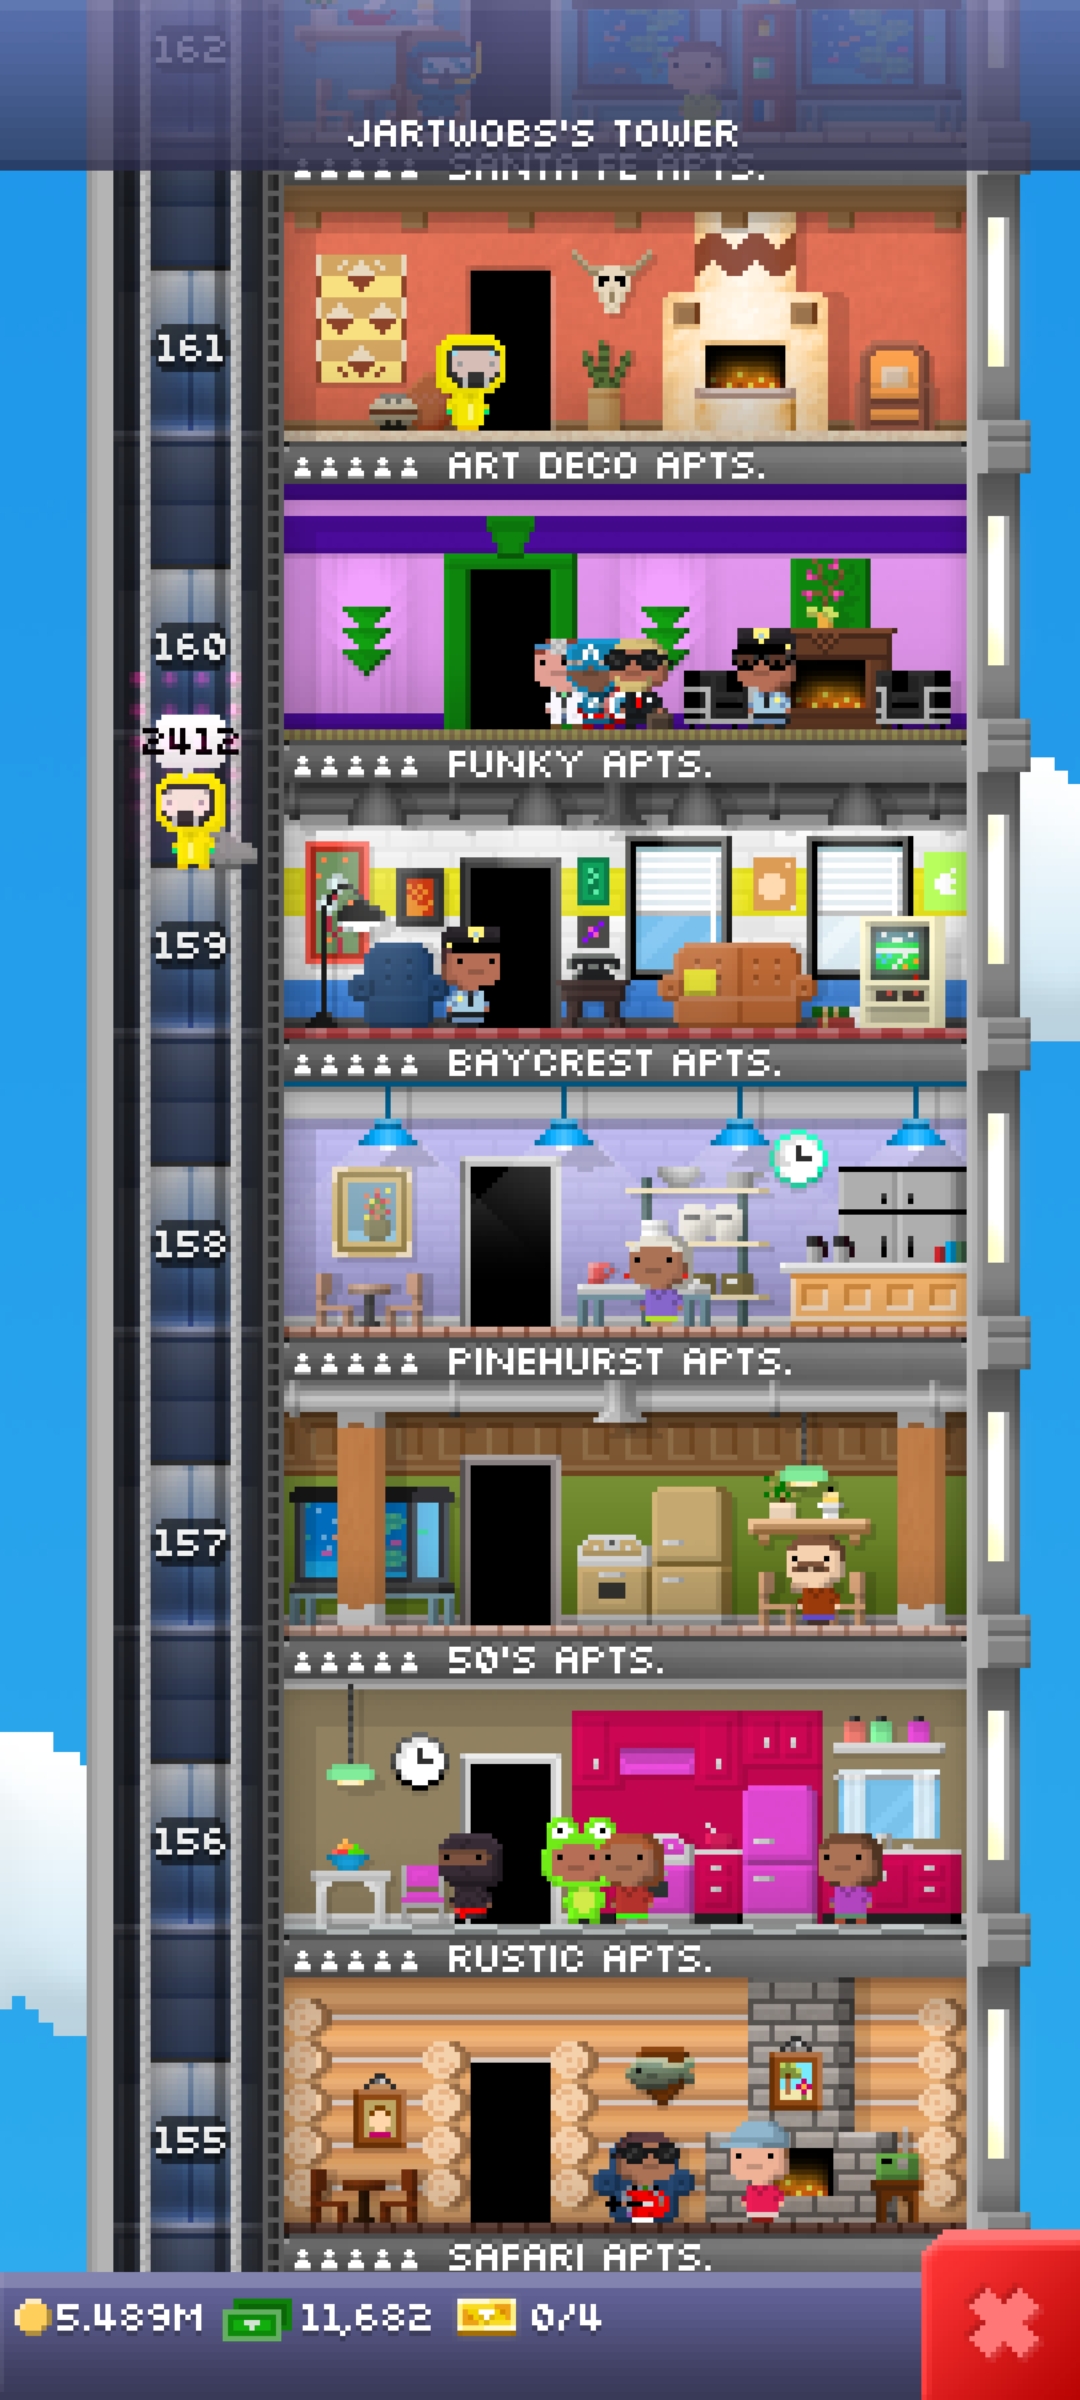 162
JARTWOBS'S TOWER
SANTA FE APTS.
161
ART DECO APTS.
160
2412
FUNKY APTS.
159
BAYCREST APTS.
158
PINEHURST APTS.
157
50'S APTS.
156
RUSTIC APTS.
155
SAFARI APTS.
5.489M 11,682 0/4